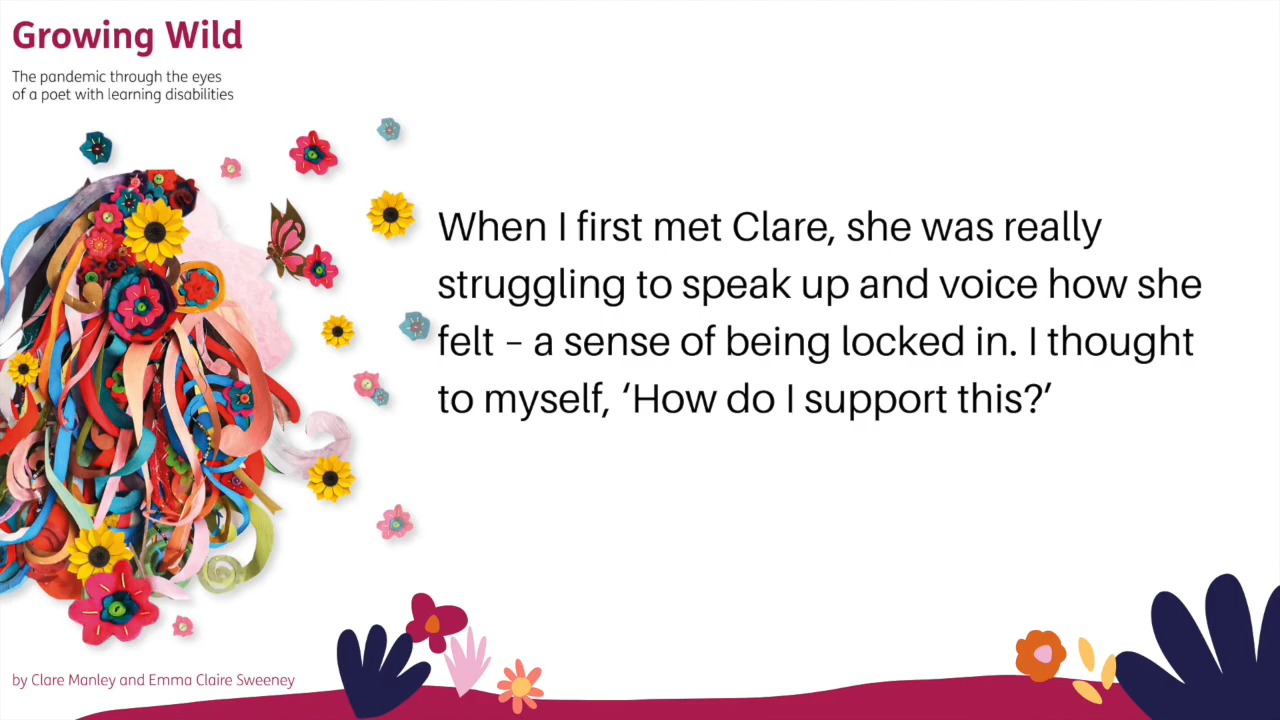 Growing Wild
The pandemic through the eyes
of a poet with learning disabilities
When I first met Clare, she was really
struggling to speak up and voice how she
felt – a sense of being locked in. I thought
to myself, ‘How do I support this?’
by Clare Manley and Emma Claire Sweeney